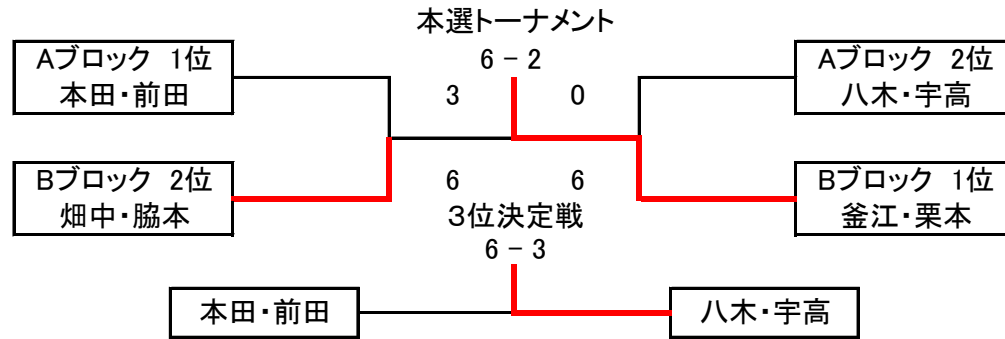 本選トーナメント
Aブロック 1位
本田・前田
6 - 2
3 0
Aブロック 2位
八木・宇高
Bブロック 2位
畑中・脇本
6 6
Bブロック 1位
釜江・栗本
3位決定戦
6 - 3
本田・前田
八木・宇高